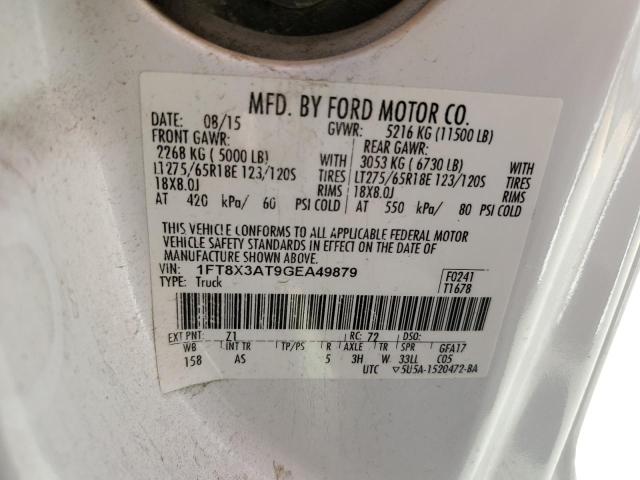 MFD. BY FORD MOTOR CO.
DATE: 08/15 GVWR: 5216 KG (11500 LB)
FRONT GAWR: REAR GAWR:
2268 KG ( 5000 LB) WITH 3053 KG ( 6730 LB) WITH
LT275/65R18E 123/120S TIRES LT275/65R18E 123/120S TIRES
18X8.0J RIMS 18X8.0J RIMS
AT 420 kPa/ 60 PSI COLD AT 550 kPa/ 80 PSI COLD
THIS VEHICLE CONFORMS TO ALL APPLICABLE FEDERAL MOTOR
VEHICLE SAFETY STANDARDS IN EFFECT ON THE DATE OF
MANUFACTURE SHOWN ABOVE.
VIN: 1FT8X3AT9GEA49879 F0241
TYPE: Truck T1678
EXT PNT: Z1 RC: 72 DSO:
WB INT TR TP/PS R AXLE TR SPR GFA17
158 AS 5 3H W 33LL C05
UTC ▽5U5A-1520472-BA